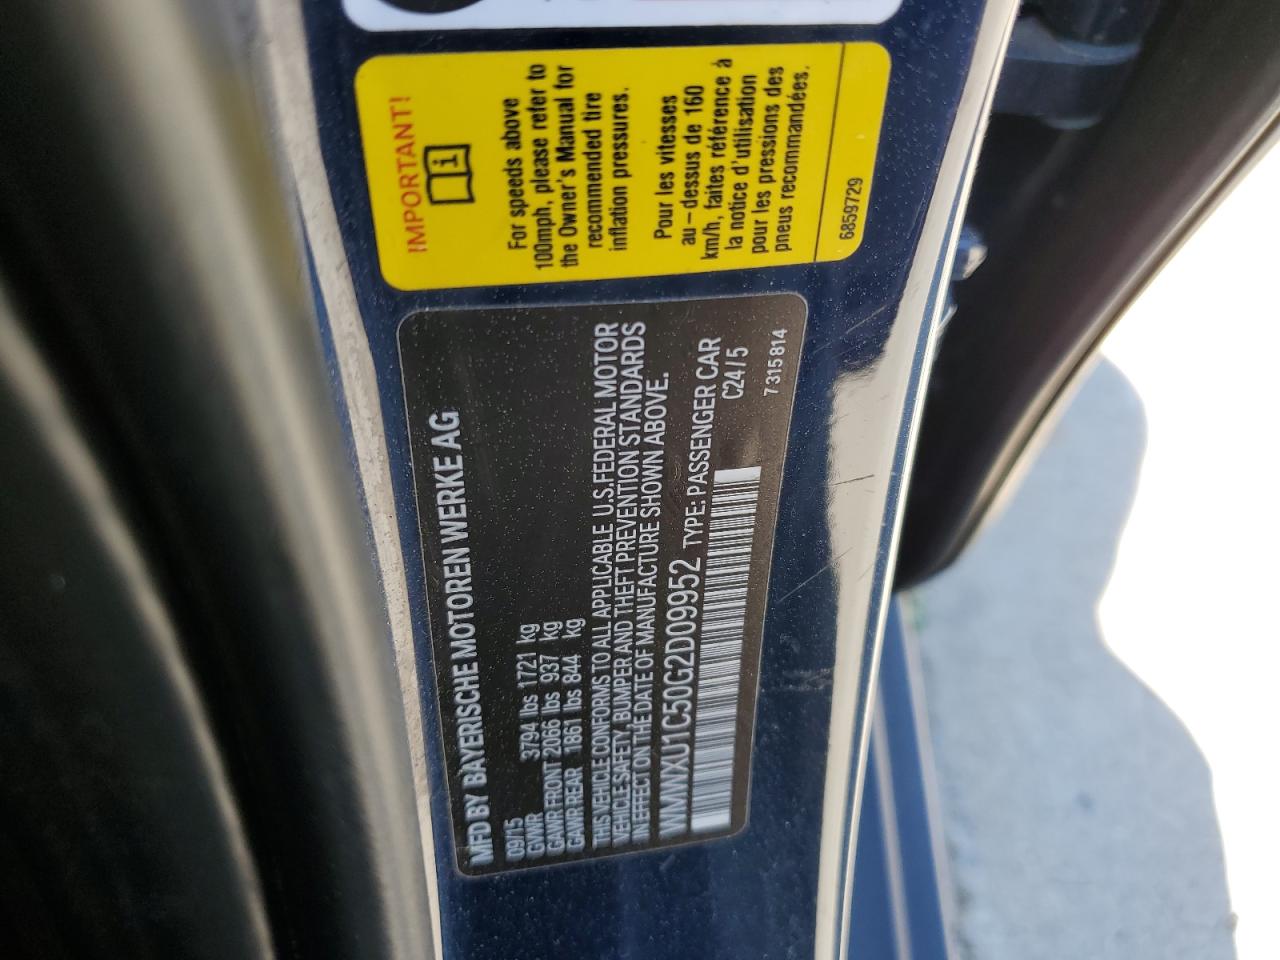 IMPORTANT!
For speeds above
100mph, please refer to
the Owner's Manual for
recommended tire
inflation pressures.
Pour les vitesses
au-dessus de 160
km/h, faites référence à
la notice d'utilisation
pour les pressions des
pneus recommandées.
6859729
MFD BY BAYERISCHE MOTOREN WERKE AG
09/15
GVWR 3794 lbs 1721 kg
GAWR FRONT 2066 lbs 937 kg
GAWR REAR 1861 lbs 844 kg
THIS VEHICLE CONFORMS TO ALL APPLICABLE U.S. FEDERAL MOTOR
VEHICLE SAFETY, BUMPER AND THEFT PREVENTION STANDARDS
IN EFFECT ON THE DATE OF MANUFACTURE SHOWN ABOVE.
WMWXU1C50G2D09952 TYPE: PASSENGER CAR
C24/5
7 315 814